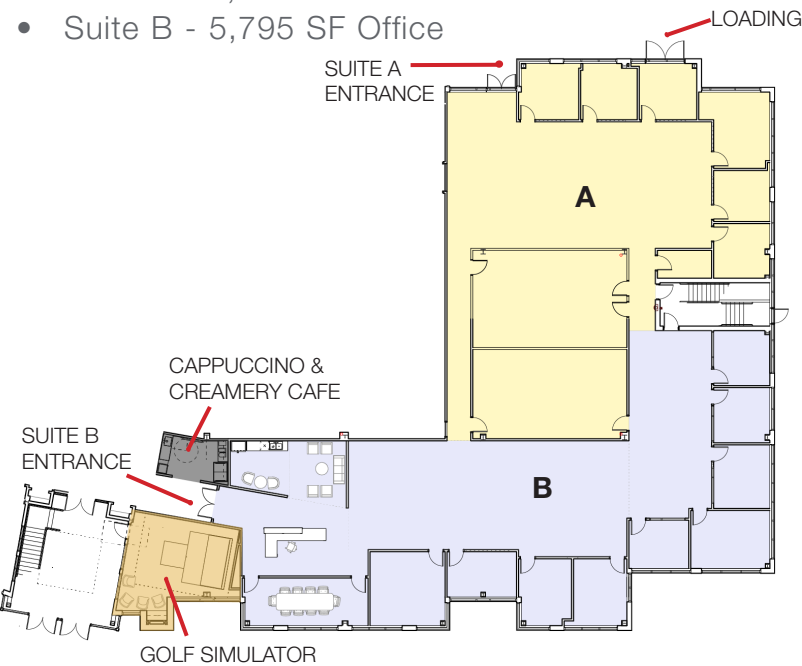 • Suite B - 5,795 SF Office
LOADING
SUITE A
ENTRANCE
A
CAPPUCCINO &
CREAMERY CAFE
SUITE B
ENTRANCE
B
GOLF SIMULATOR